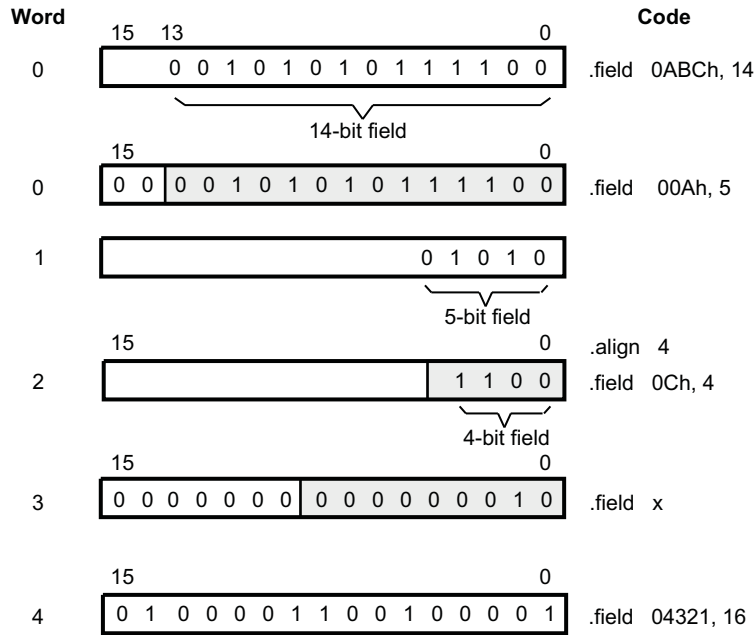 Word Code
15 13 0
0 0 0 1 0 1 0 1 0 1 1 1 1 0 0 .field 0ABCh, 14
14-bit field
15 0
0 0 0 0 0 1 0 1 0 1 0 1 1 1 1 0 0 .field 00Ah, 5
1 0 1 0 1 0
5-bit field
15 0 .align 4
2 1 1 0 0 .field 0Ch, 4
4-bit field
15 0
3 0 0 0 0 0 0 0 0 0 0 0 0 0 0 1 0 .field x
15 0
4 0 1 0 0 0 0 1 1 0 0 1 0 0 0 0 1 .field 04321, 16